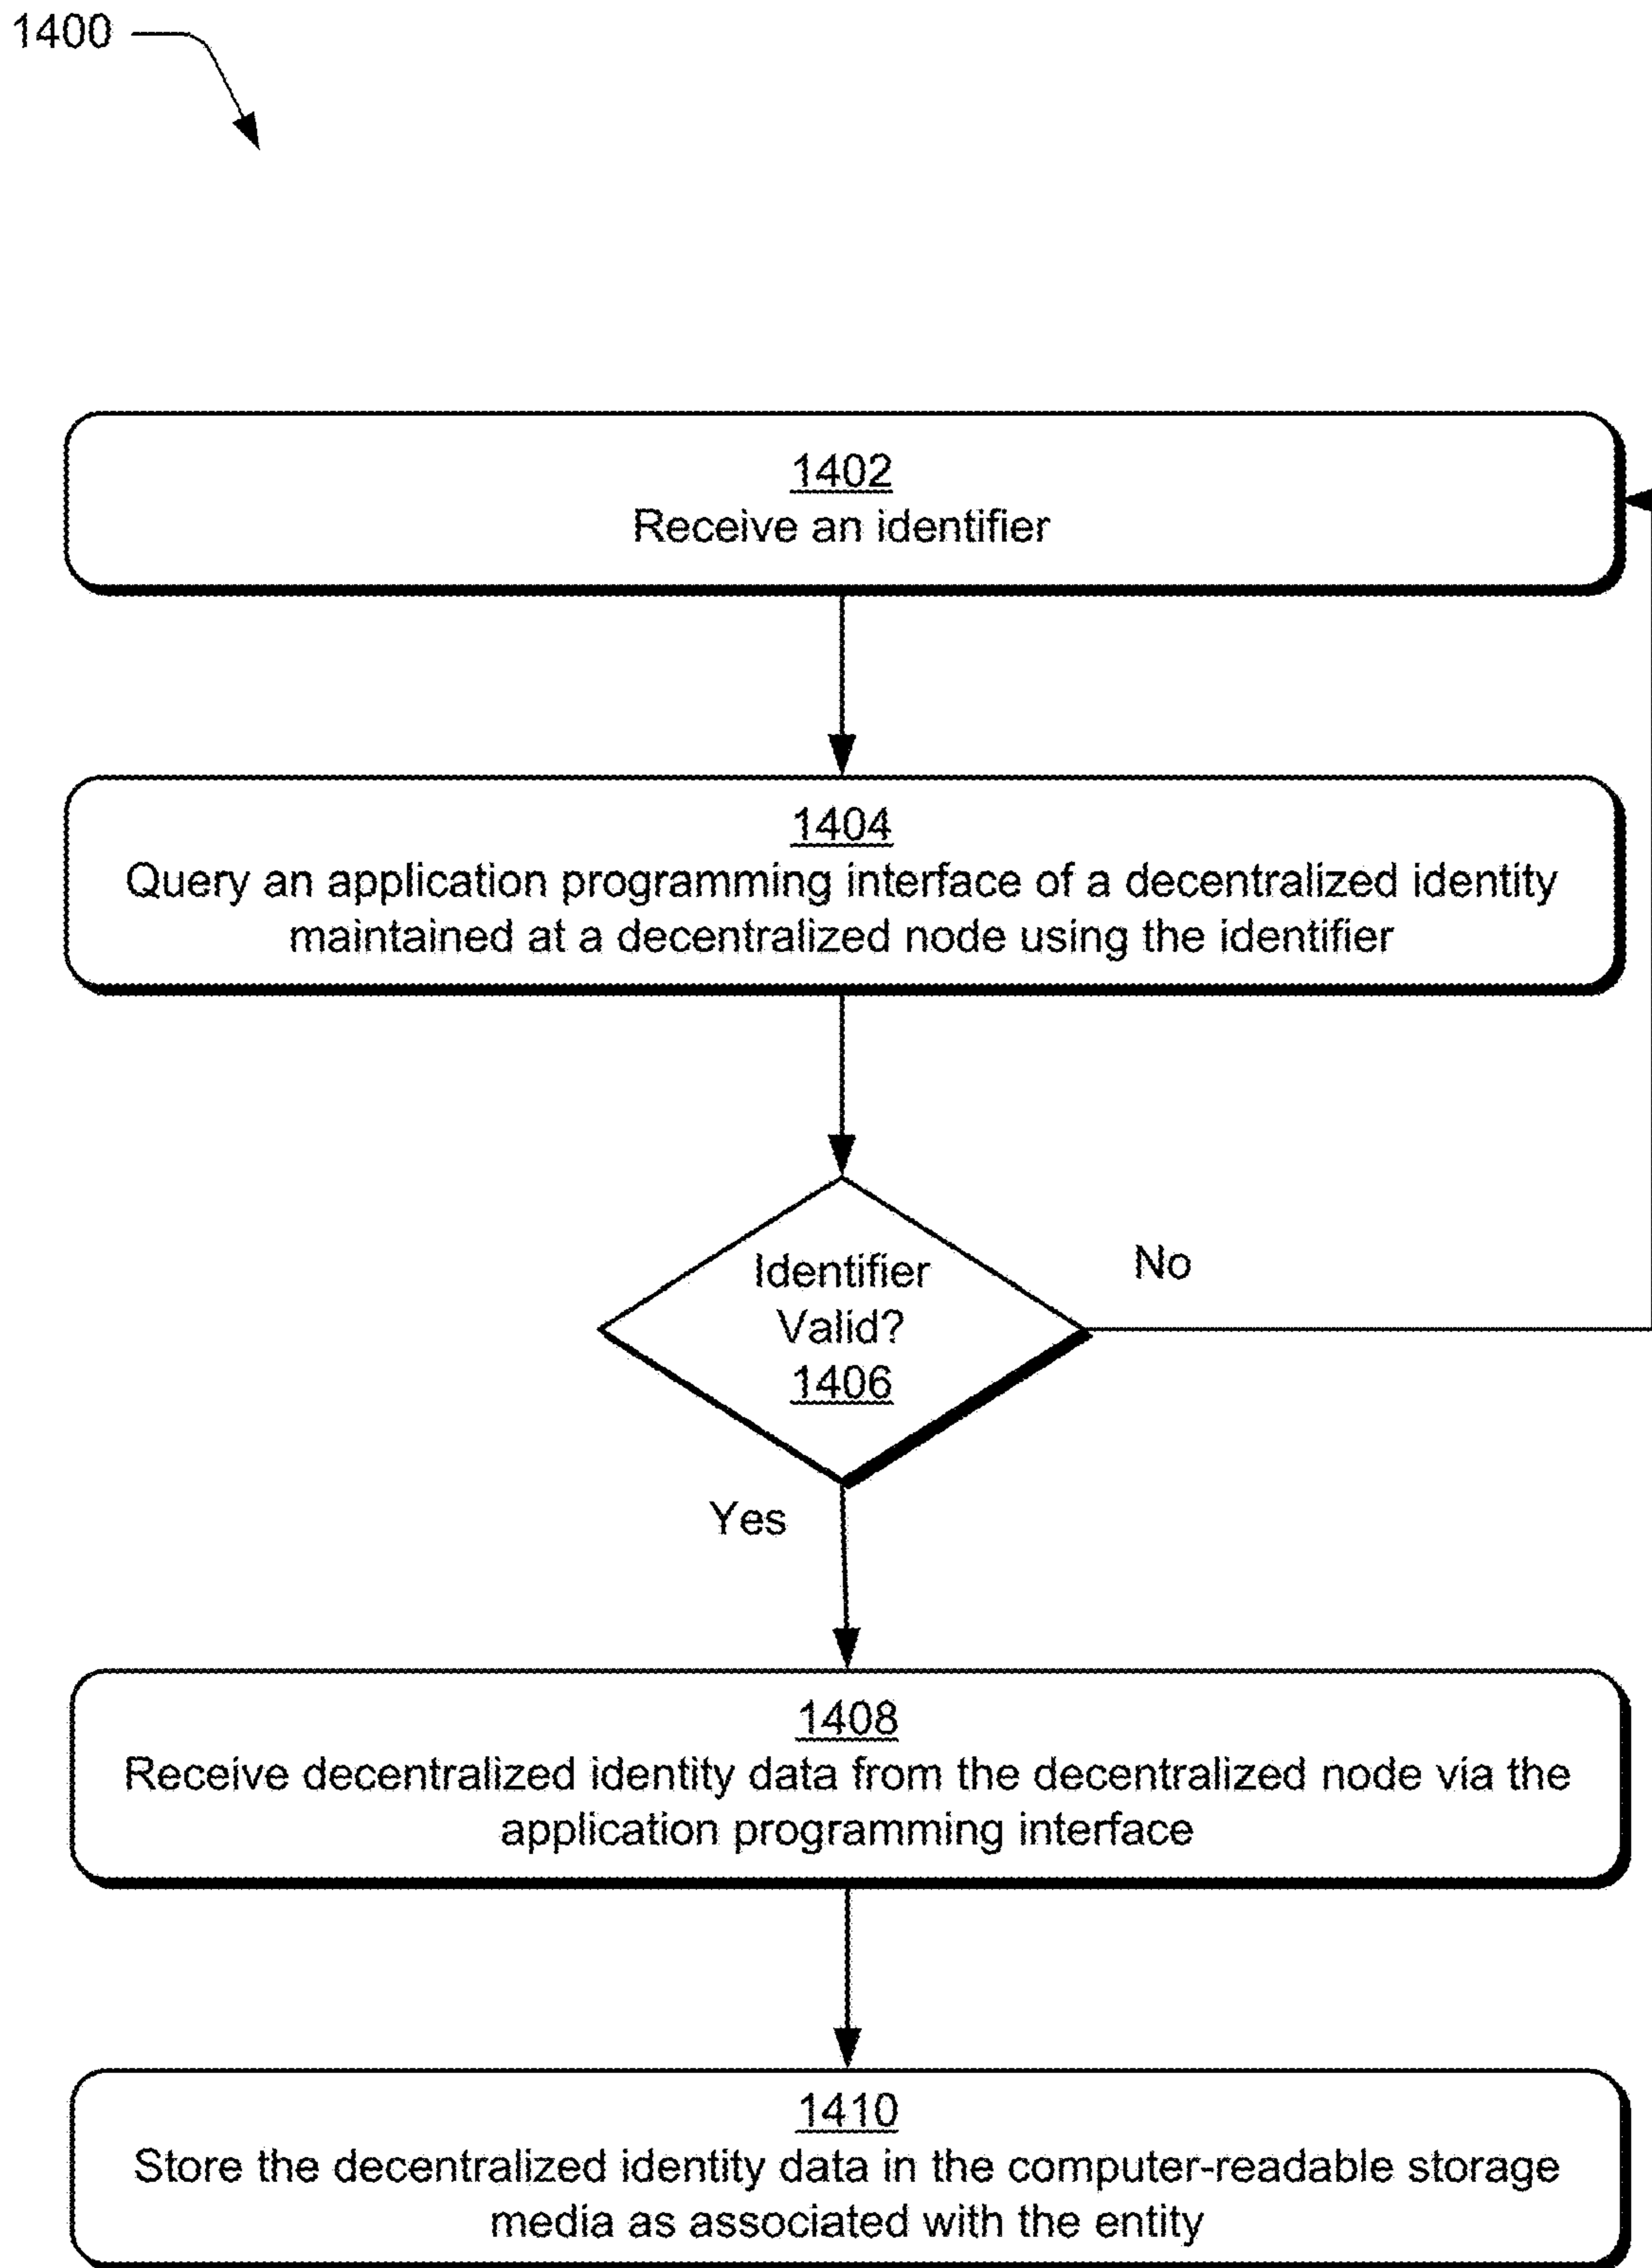 1400
1402
Receive an identifier
1404
Query an application programming interface of a decentralized identity
maintained at a decentralized node using the identifier
Identifier
Valid?
1406
No
Yes
1408
Receive decentralized identity data from the decentralized node via the
application programming interface
1410
Store the decentralized identity data in the computer-readable storage
media as associated with the entity